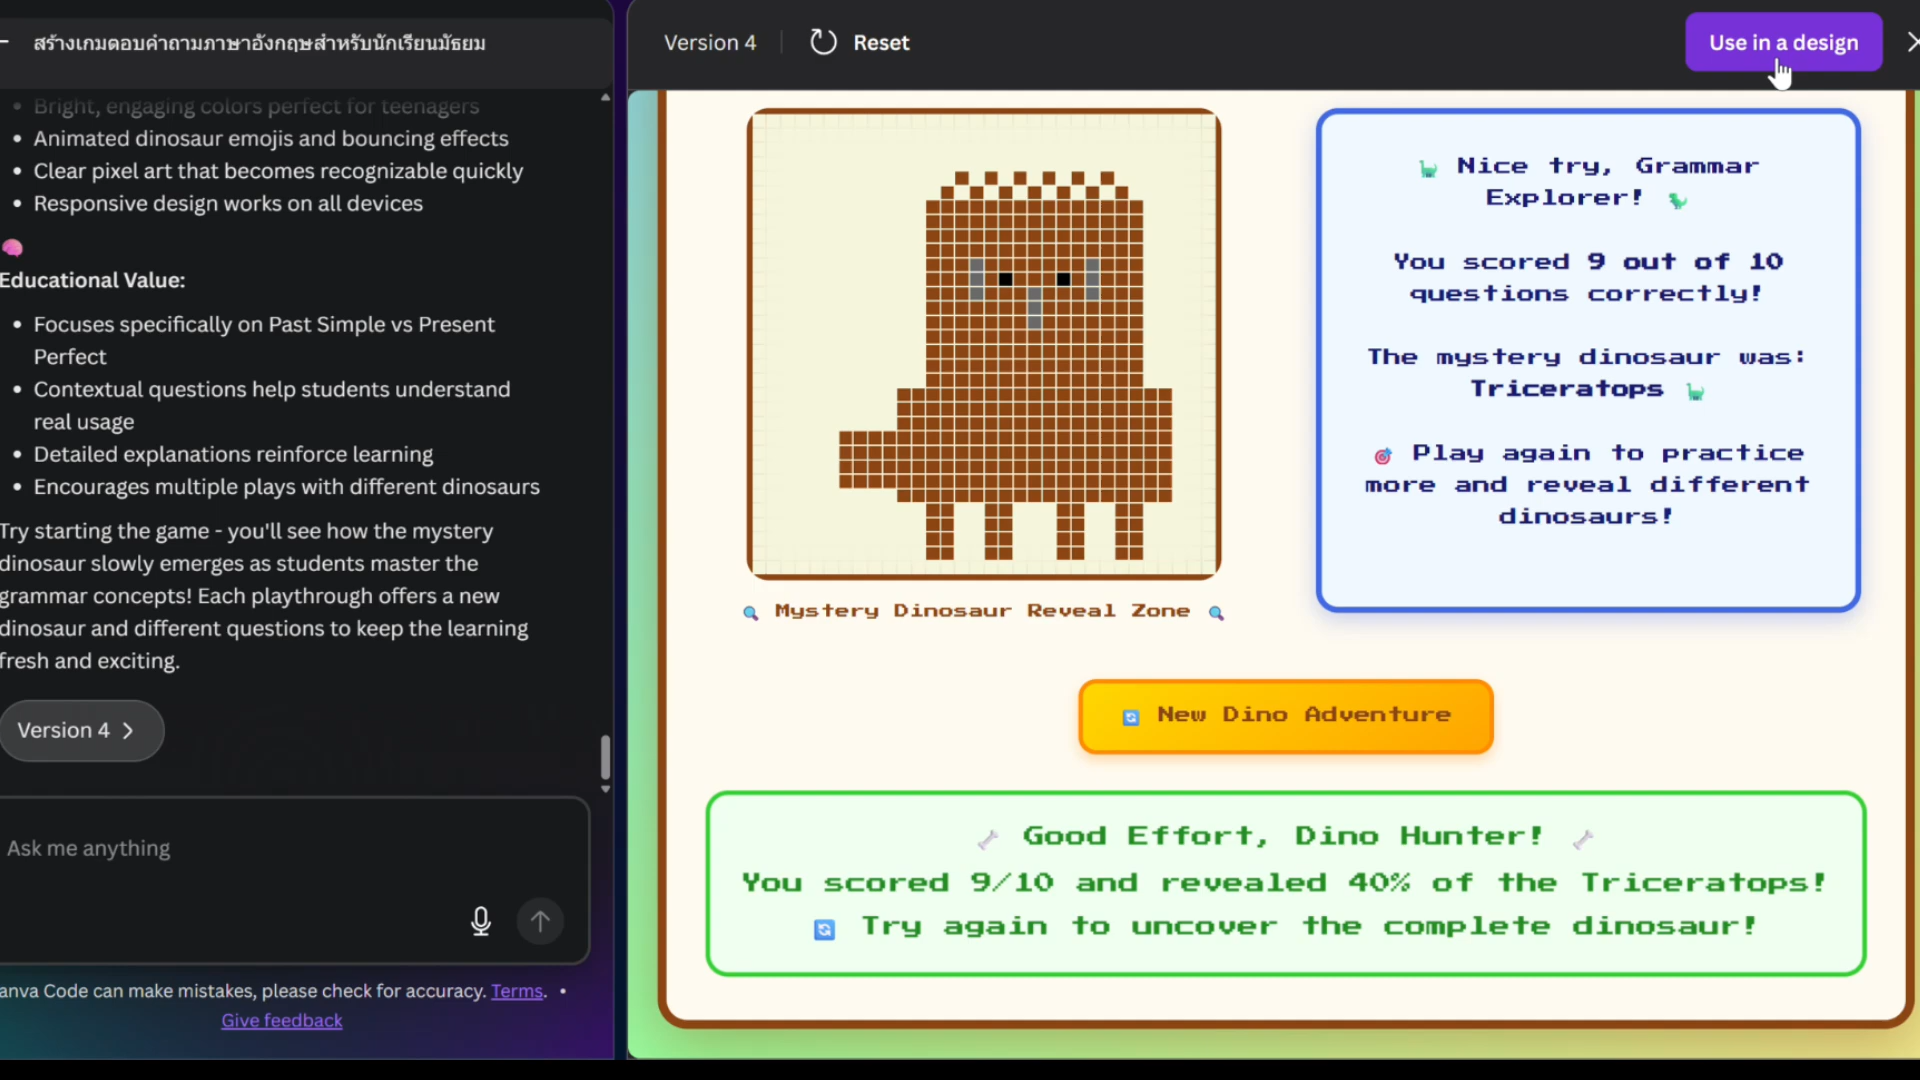 สร้างเกมตอบคำถามภาษาอังกฤษสำหรับนักเรียนมัธยม
Bright, engaging colors perfect for teenagers
Animated dinosaur emojis and bouncing effects
Clear pixel art that becomes recognizable quickly
Responsive design works on all devices
Educational Value:
Focuses specifically on Past Simple vs Present
Perfect
Contextual questions help students understand
real usage
Detailed explanations reinforce learning
Encourages multiple plays with different dinosaurs
Try starting the game - you'll see how the mystery
dinosaur slowly emerges as students master the
grammar concepts! Each playthrough offers a new
dinosaur and different questions to keep the learning
fresh and exciting.
Version 4
Ask me anything
anva Code can make mistakes, please check for accuracy. Terms. •
Give feedback
Version 4
Reset
Use in a design
Nice try, Grammar
Explorer!
You scored 9 out of 10
questions correctly!
The mystery dinosaur was:
Triceratops
Play again to practice
more and reveal different
dinosaurs!
Mystery Dinosaur Reveal Zone
New Dino Adventure
Good Effort, Dino Hunter!
You scored 9/10 and revealed 40% of the Triceratops!
Try again to uncover the complete dinosaur!